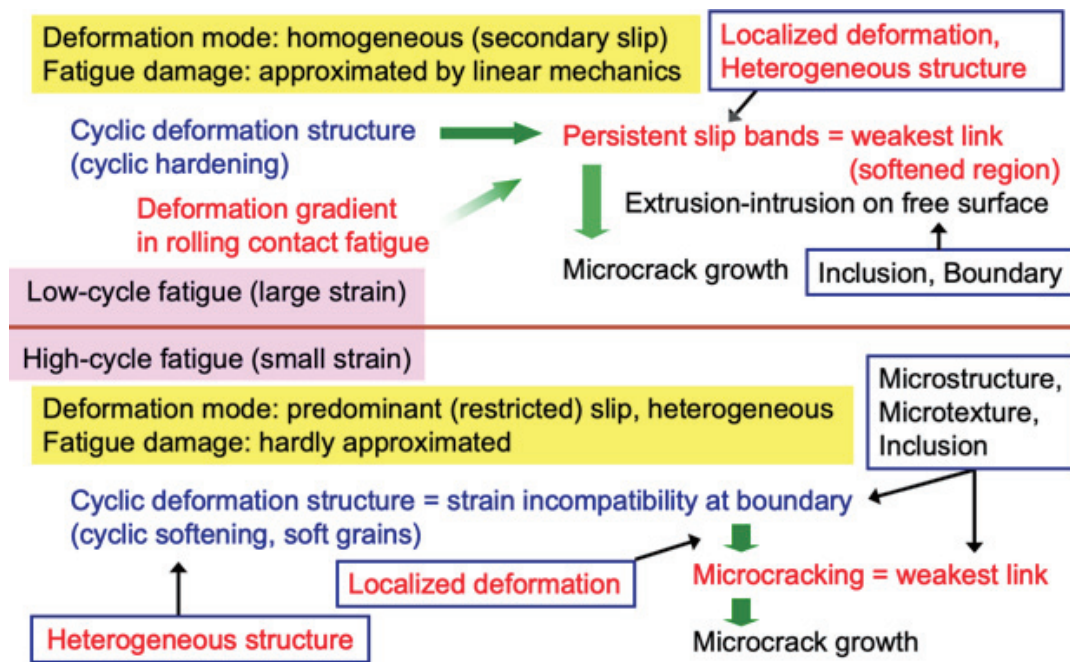 Deformation mode: homogeneous (secondary slip)
Fatigue damage: approximated by linear mechanics
Localized deformation,
Heterogeneous structure
Cyclic deformation structure
(cyclic hardening)
Persistent slip bands = weakest link
(softened region)
Deformation gradient
in rolling contact fatigue
Extrusion-intrusion on free surface
Microcrack growth
Inclusion, Boundary
Low-cycle fatigue (large strain)
High-cycle fatigue (small strain)
Deformation mode: predominant (restricted) slip, heterogeneous
Fatigue damage: hardly approximated
Microstructure,
Microtexture,
Inclusion
Cyclic deformation structure = strain incompatibility at boundary
(cyclic softening, soft grains)
Localized deformation
Microcracking = weakest link
Heterogeneous structure
Microcrack growth